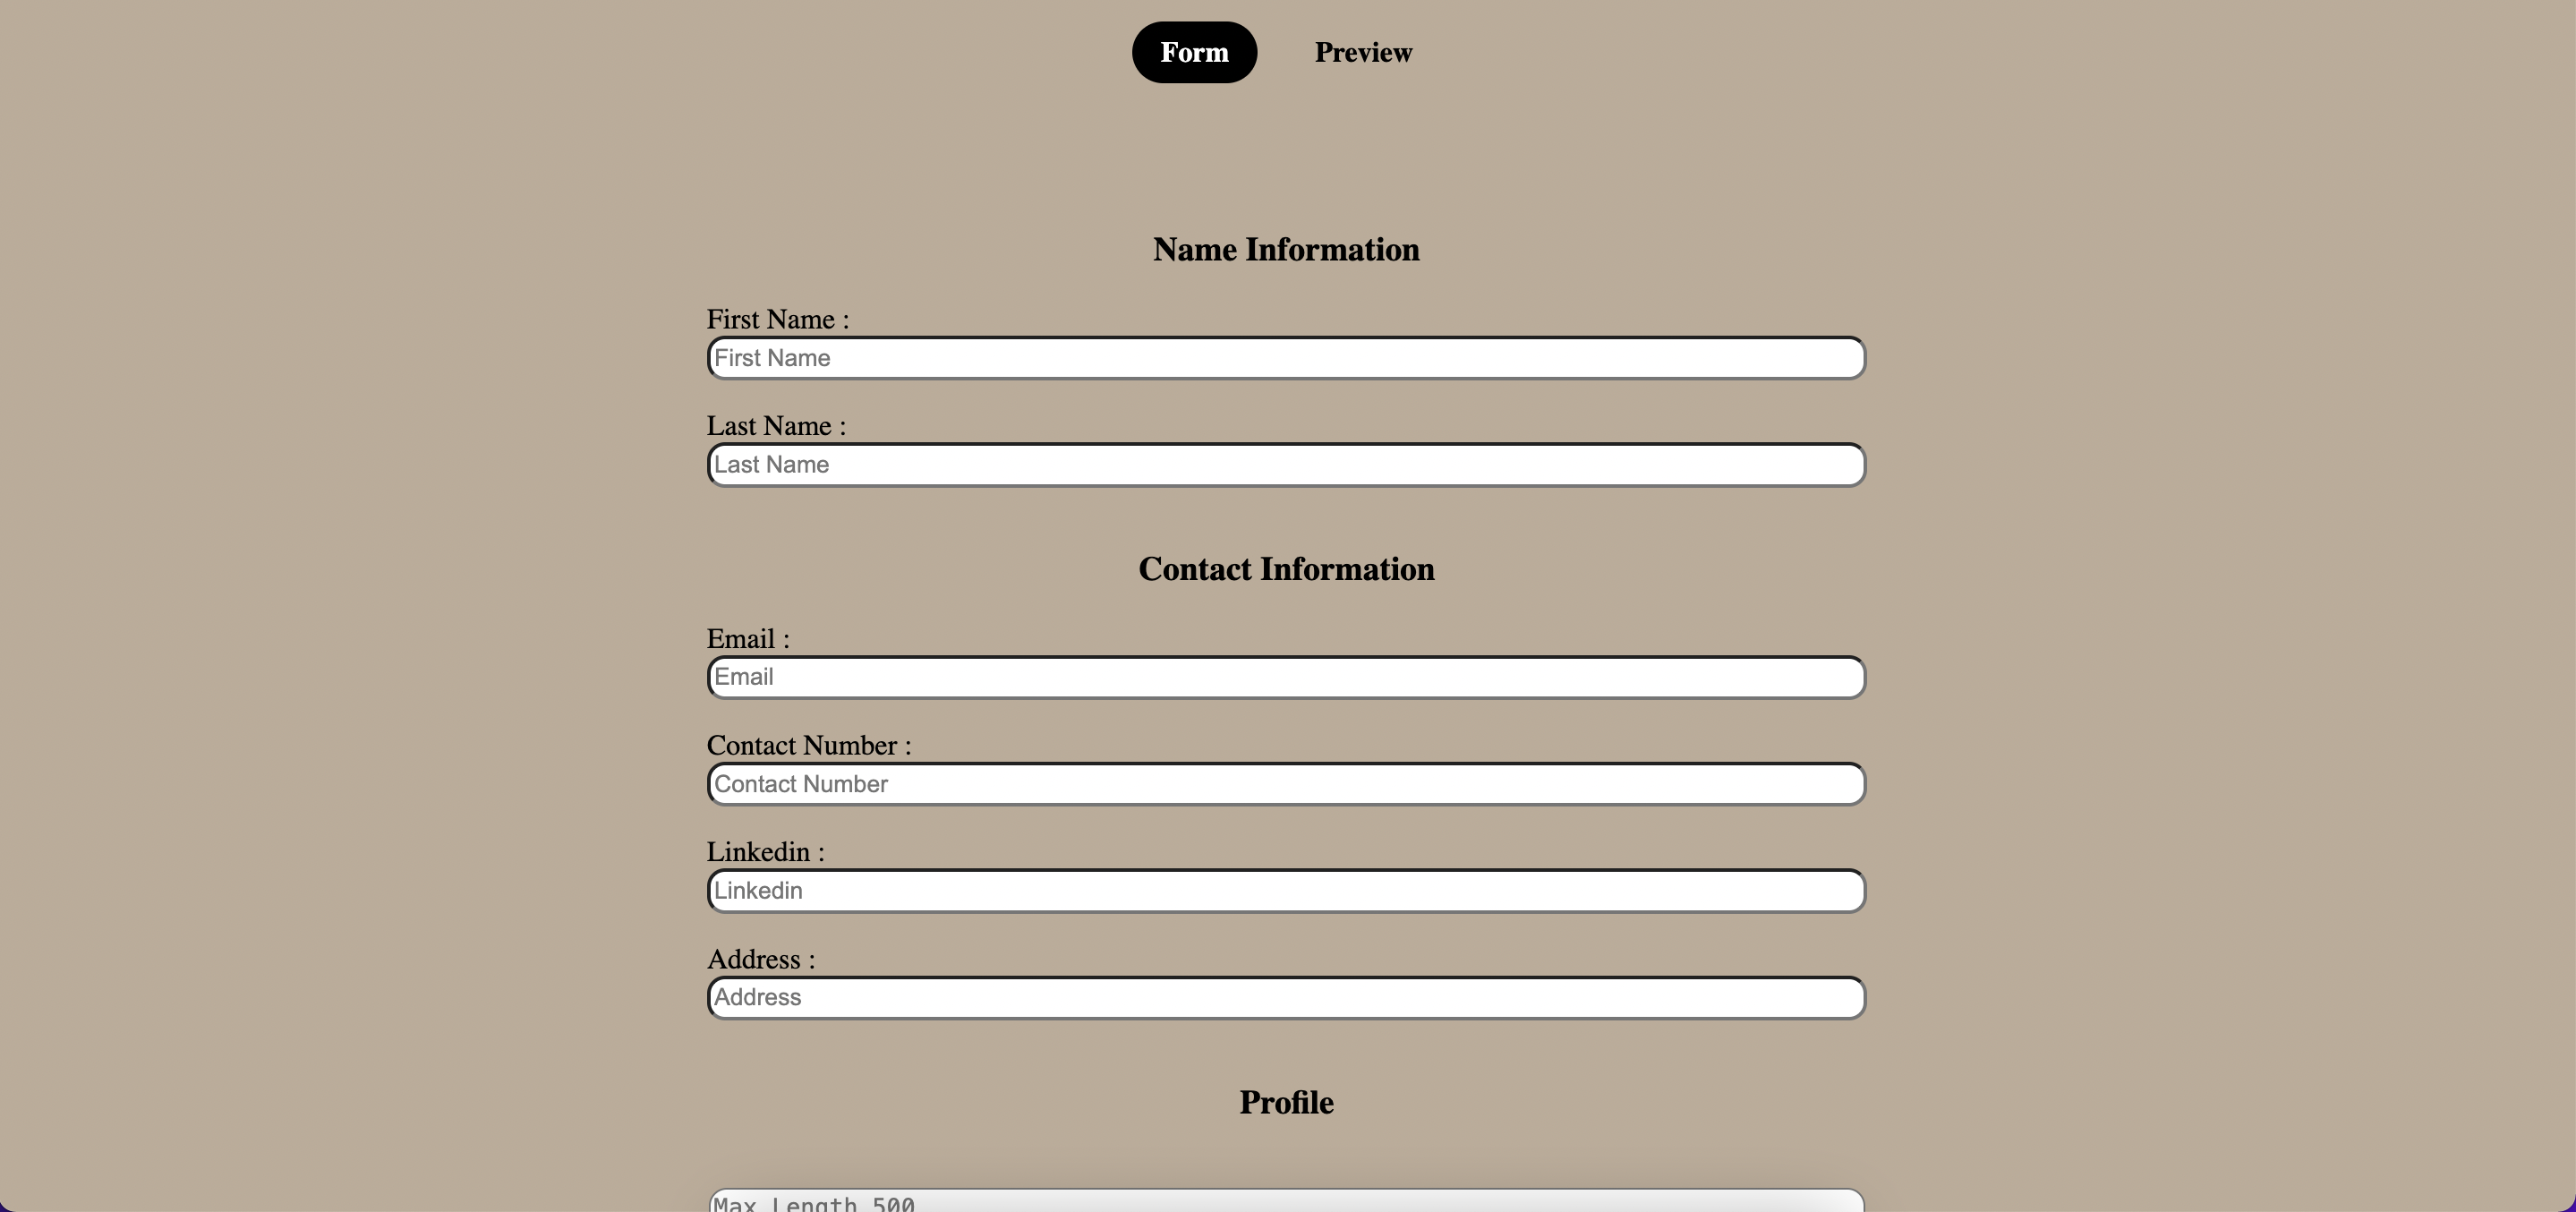 Form Preview
Name Information
First Name :
First Name
Last Name :
Last Name
Contact Information
Email :
Email
Contact Number :
Contact Number
Linkedin :
Linkedin
Address :
Address
Profile
Max Length 500